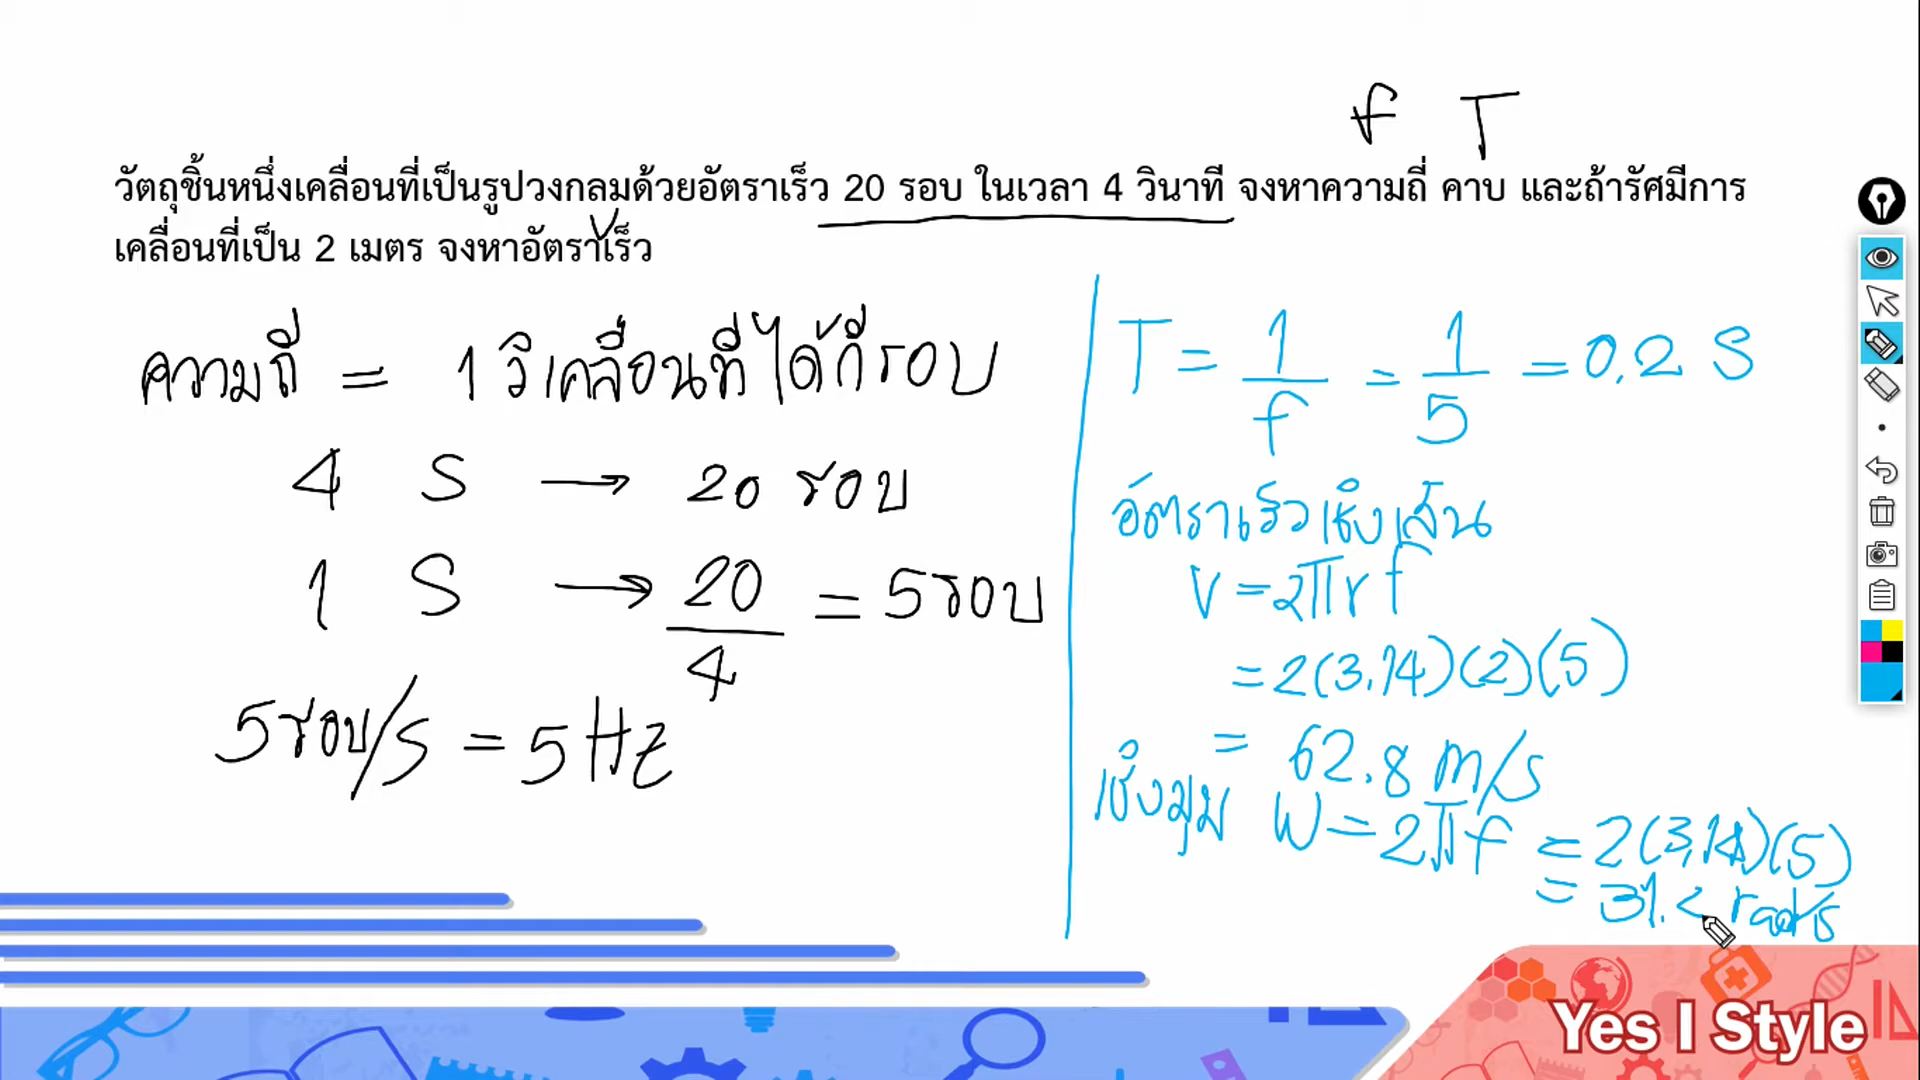 f T
วัตถุชิ้นหนึ่งเคลื่อนที่เป็นรูปวงกลมด้วยอัตราเร็ว 20 รอบ ในเวลา 4 วินาที จงหาความถี่ คาบ และถ้ารัศมีการ
เคลื่อนที่เป็น 2 เมตร จงหาอัตราเร็ว
ความถี่ = 1 วิ เคลื่อนที่ได้กี่รอบ
4 S → 20 รอบ
1 S → 20/4 = 5 รอบ
5 รอบ/S = 5 Hz
T = 1/f = 1/5 = 0.2 S
อัตราเร็วเชิงเส้น
V = 2πrf
= 2(3.14)(2)(5)
= 62.8 m/s
เชิงมุม ω = 2πf = 2(3.14)(5)
= 31. rad/s
Yes I Style